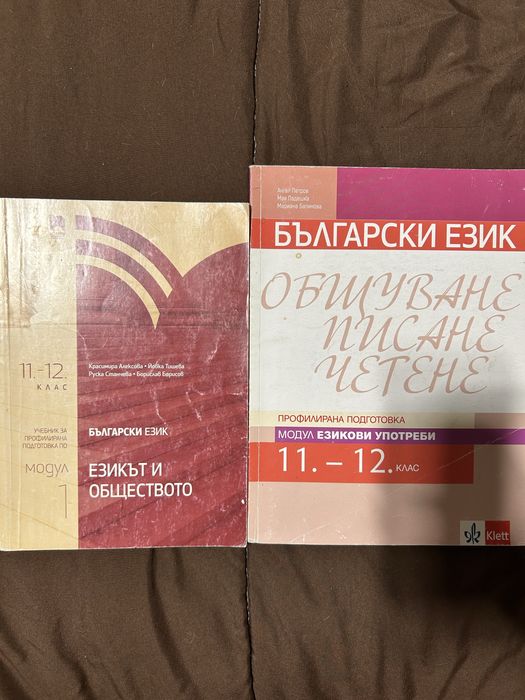 11.-12.
КЛАС
Красимира Алексова • Йовка Тишева
Руска Станчева • Борислав Борисов
УЧЕБНИК ЗА
ПРОФИЛИРАНА
ПОДГОТОВКА ПО
БЪЛГАРСКИ ЕЗИК
МОДУЛ
1
ЕЗИКЪТ И
ОБЩЕСТВОТО
Ангел Петров
Мая Падешка
Мариана Балинова
БЪЛГАРСКИ ЕЗИК
ОБЩУВАНЕ
ПИСАНЕ
ЧЕТЕНЕ
ПРОФИЛИРАНА ПОДГОТОВКА
МОДУЛ ЕЗИКОВИ УПОТРЕБИ
11. – 12. КЛАС
Klett